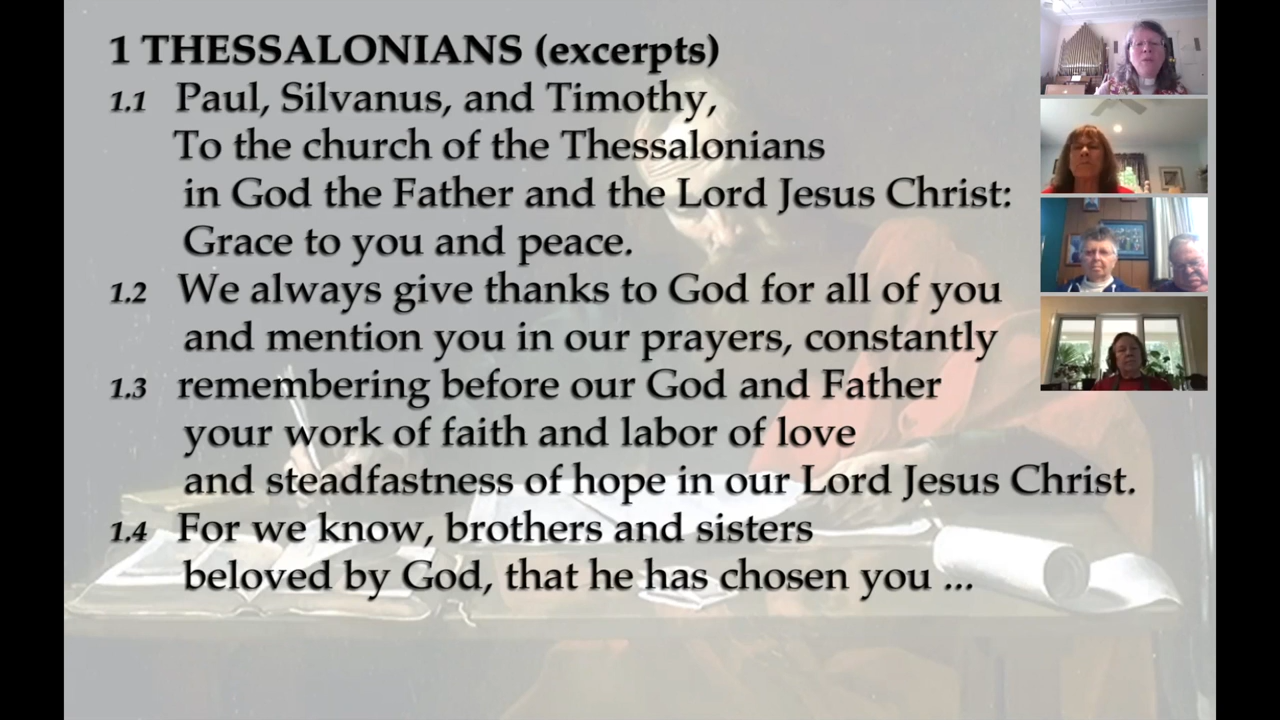 1 THESSALONIANS (excerpts)
1.1 Paul, Silvanus, and Timothy,
To the church of the Thessalonians
in God the Father and the Lord Jesus Christ:
Grace to you and peace.
1.2 We always give thanks to God for all of you
and mention you in our prayers, constantly
1.3 remembering before our God and Father
your work of faith and labor of love
and steadfastness of hope in our Lord Jesus Christ.
1.4 For we know, brothers and sisters
beloved by God, that he has chosen you ...